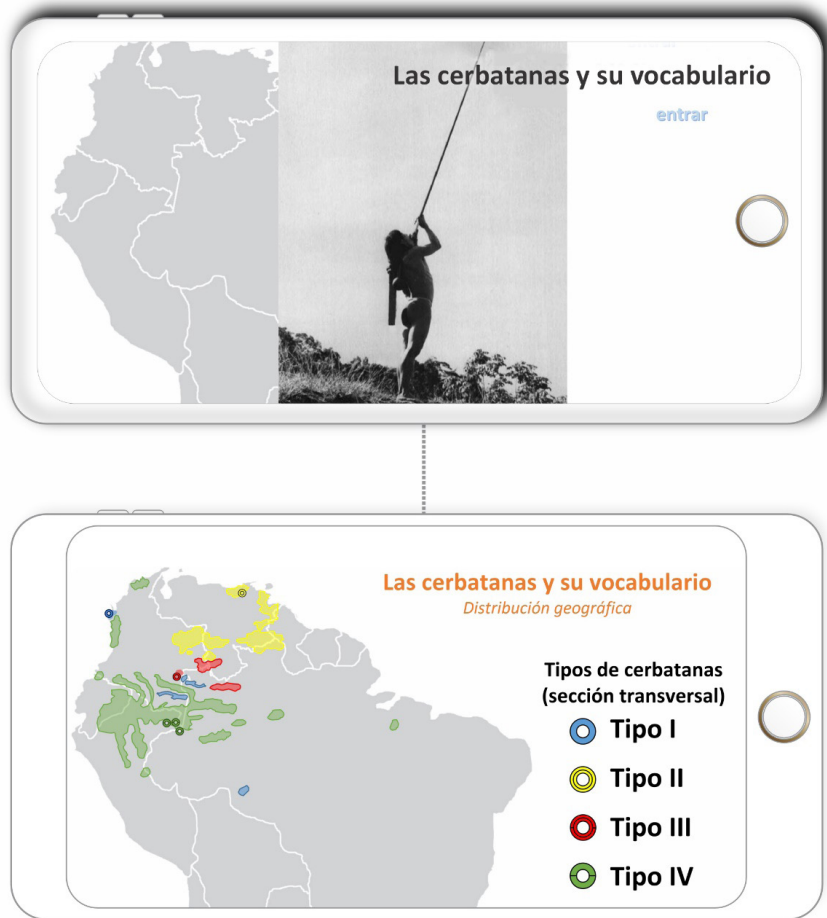 Las cerbatanas y su vocabulario
entrar
Las cerbatanas y su vocabulario
Distribución geográfica
Tipos de cerbatanas
(sección transversal)
Tipo I
Tipo II
Tipo III
Tipo IV